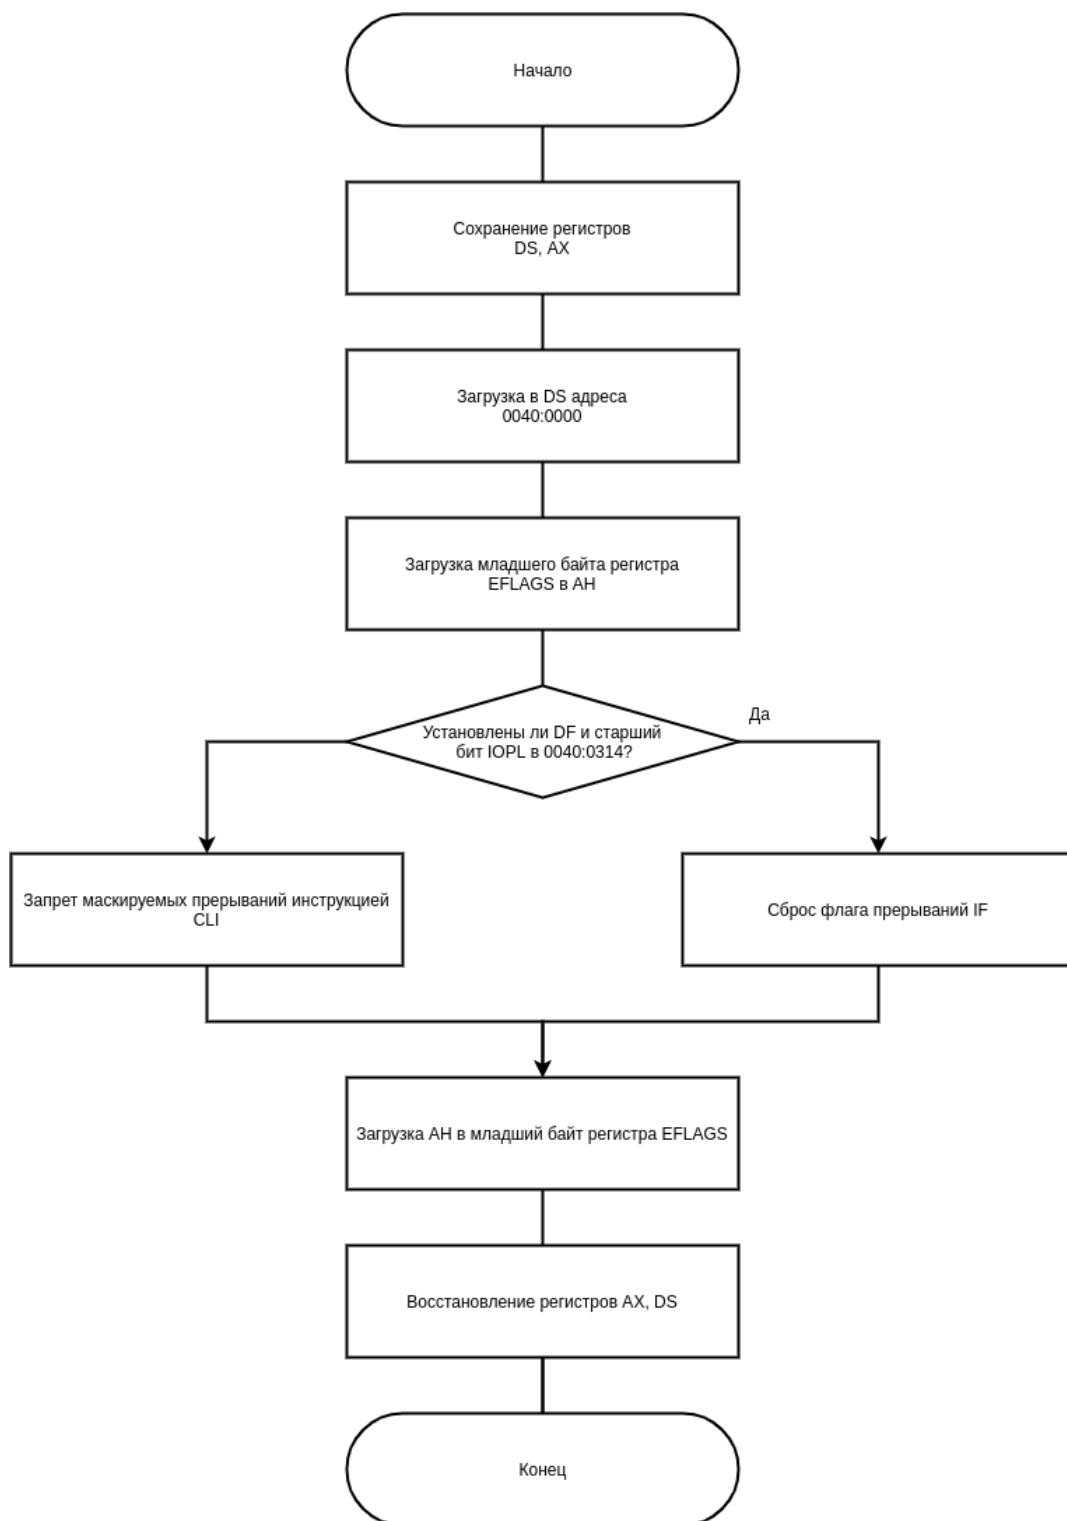 Начало
Сохранение регистров
DS, AX
Загрузка в DS адреса
0040:0000
Загрузка младшего байта регистра
EFLAGS в AH
Установлены ли DF и старший
бит IOPL в 0040:0314?
Да
Запрет маскируемых прерываний инструкцией
CLI
Сброс флага прерываний IF
Загрузка AH в младший байт регистра EFLAGS
Восстановление регистров AX, DS
Конец